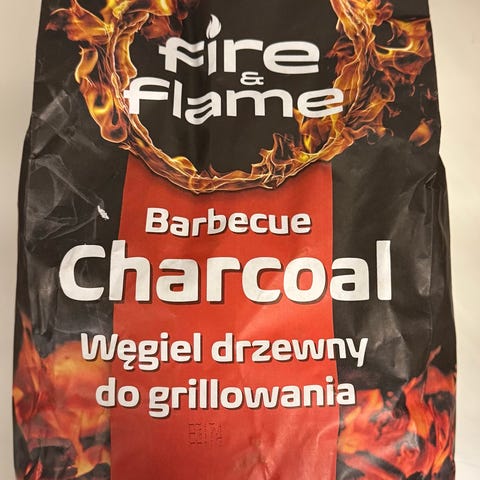 fire
&
flame
Barbecue
Charcoal
Węgiel drzewny
do grillowania